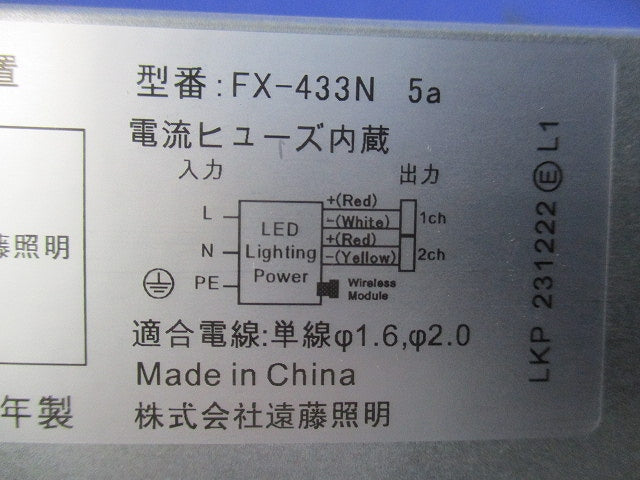 置
型番:FX-433N 5a
電流ヒューズ内蔵
入力
出力
L
N
PE
LED
Lighting
Power
+(Red)
-(White)
+(Red)
-(Yellow)
1ch
2ch
Wireless
Module
藤照明
適合電線:単線φ1.6,φ2.0
Made in China
年製
株式会社遠藤照明
LKP 231222 Ⓔ L1